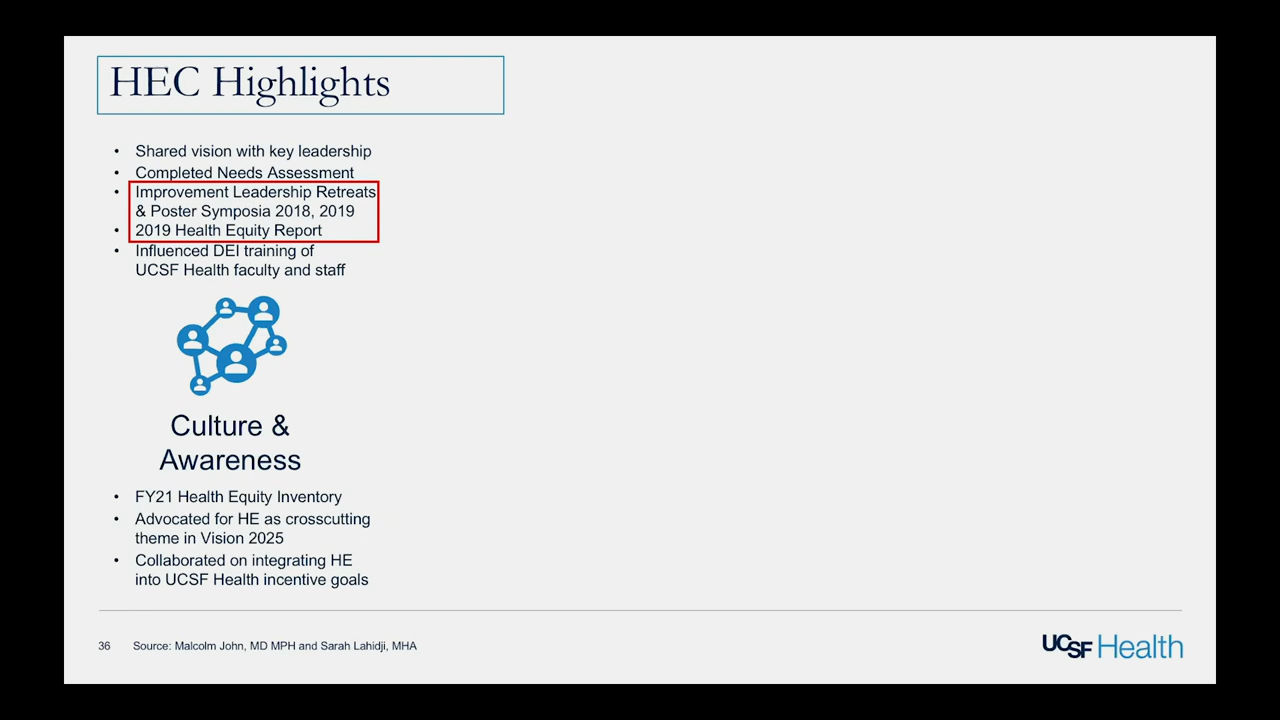 HEC Highlights
• Shared vision with key leadership
• Completed Needs Assessment
• Improvement Leadership Retreats
& Poster Symposia 2018, 2019
• 2019 Health Equity Report
• Influenced DEI training of
UCSF Health faculty and staff
Culture &
Awareness
• FY21 Health Equity Inventory
• Advocated for HE as crosscutting
theme in Vision 2025
• Collaborated on integrating HE
into UCSF Health incentive goals
36 Source: Malcolm John, MD MPH and Sarah Lahidji, MHA
UCSF Health